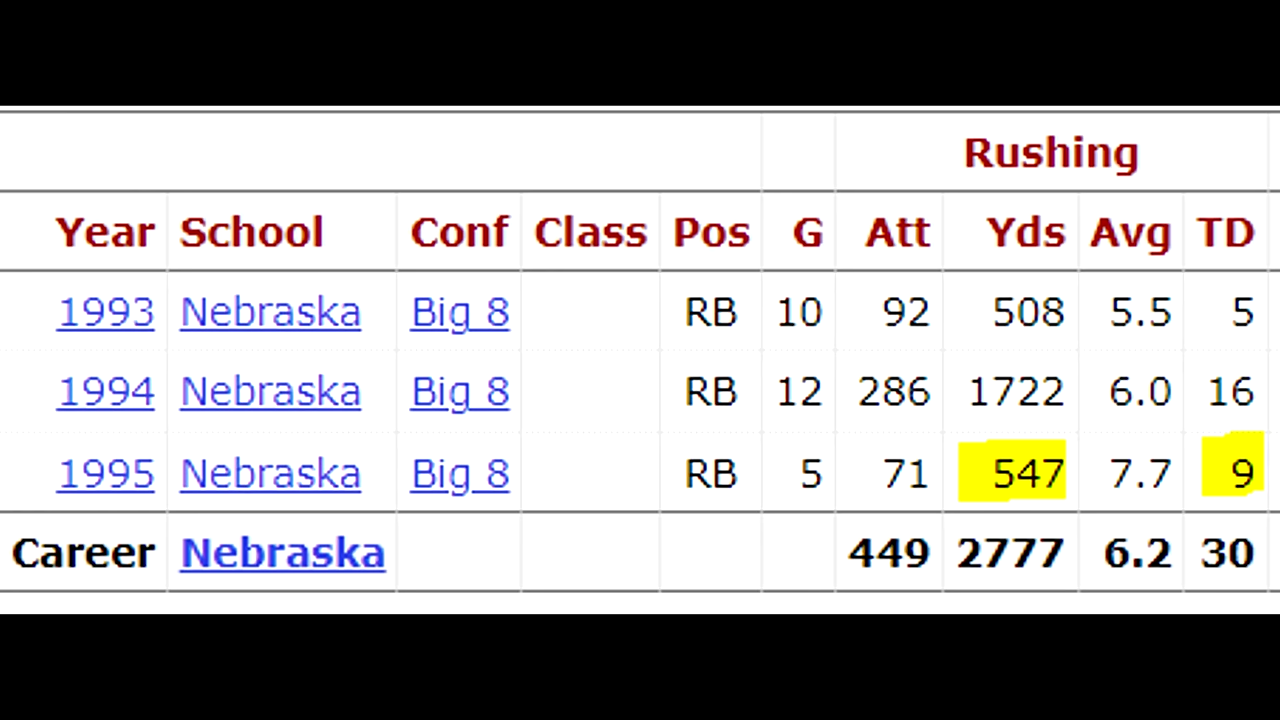 Rushing
Year School Conf Class Pos G Att Yds Avg TD
1993 Nebraska Big 8 RB 10 92 508 5.5 5
1994 Nebraska Big 8 RB 12 286 1722 6.0 16
1995 Nebraska Big 8 RB 5 71 547 7.7 9
Career Nebraska 449 2777 6.2 30